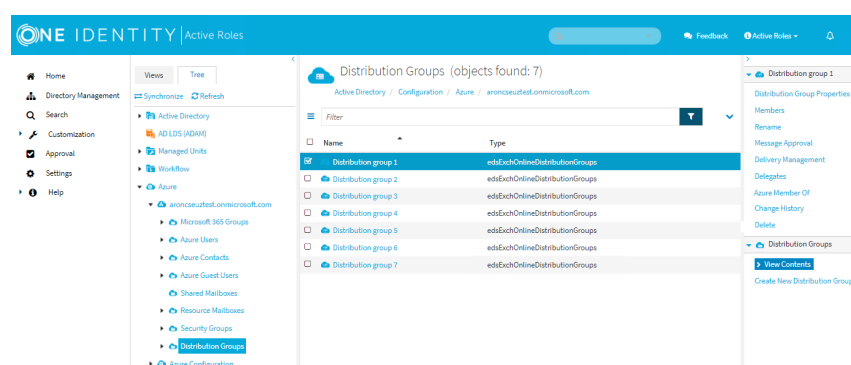 ONE IDENTITY Active Roles
Feedback
Active Roles
Home
Directory Management
Search
Customization
Approval
Settings
Help
Views Tree
Synchronize Refresh
Active Directory
AD LDS (ADAM)
Managed Units
Workflow
Azure
aroncseuztest.onmicrosoft.com
Microsoft 365 Groups
Azure Users
Azure Contacts
Azure Guest Users
Shared Mailboxes
Resource Mailboxes
Security Groups
Distribution Groups
Azure Configuration
Distribution Groups (objects found: 7)
Active Directory / Configuration / Azure / aroncseuztest.onmicrosoft.com
Filter
Name Type
Distribution group 1 edsExchOnlineDistributionGroups
Distribution group 2 edsExchOnlineDistributionGroups
Distribution group 3 edsExchOnlineDistributionGroups
Distribution group 4 edsExchOnlineDistributionGroups
Distribution group 5 edsExchOnlineDistributionGroups
Distribution group 6 edsExchOnlineDistributionGroups
Distribution group 7 edsExchOnlineDistributionGroups
Distribution group 1
Distribution Group Properties
Members
Rename
Message Approval
Delivery Management
Delegates
Azure Member Of
Change History
Delete
Distribution Groups
View Contents
Create New Distribution Group